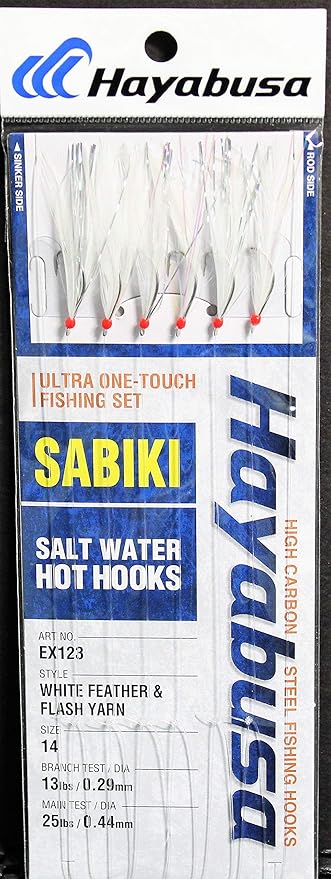 Hayabusa
SINKER SIDE
ROD SIDE
ULTRA ONE-TOUCH
FISHING SET
SABIKI
SALT WATER
HOT HOOKS
ART NO.
EX123
STYLE
WHITE FEATHER &
FLASH YARN
SIZE
14
BRANCH TEST / DIA
13lbs / 0.29mm
MAIN TEST / DIA
25lbs / 0.44mm
Hayabusa
HIGH CARBON STEEL FISHING HOOKS